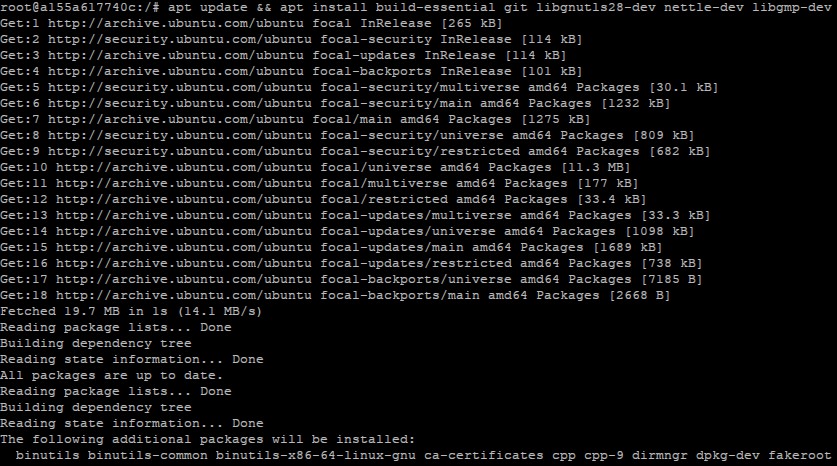 root@a155a617740c:/# apt update && apt install build-essential git libgnutls28-dev nettle-dev libgmp-dev
Get:1 http://archive.ubuntu.com/ubuntu focal InRelease [265 kB]
Get:2 http://security.ubuntu.com/ubuntu focal-security InRelease [114 kB]
Get:3 http://archive.ubuntu.com/ubuntu focal-updates InRelease [114 kB]
Get:4 http://archive.ubuntu.com/ubuntu focal-backports InRelease [101 kB]
Get:5 http://security.ubuntu.com/ubuntu focal-security/multiverse amd64 Packages [30.1 kB]
Get:6 http://security.ubuntu.com/ubuntu focal-security/main amd64 Packages [1232 kB]
Get:7 http://archive.ubuntu.com/ubuntu focal/main amd64 Packages [1275 kB]
Get:8 http://security.ubuntu.com/ubuntu focal-security/universe amd64 Packages [809 kB]
Get:9 http://security.ubuntu.com/ubuntu focal-security/restricted amd64 Packages [682 kB]
Get:10 http://archive.ubuntu.com/ubuntu focal/universe amd64 Packages [11.3 MB]
Get:11 http://archive.ubuntu.com/ubuntu focal/multiverse amd64 Packages [177 kB]
Get:12 http://archive.ubuntu.com/ubuntu focal/restricted amd64 Packages [33.4 kB]
Get:13 http://archive.ubuntu.com/ubuntu focal-updates/multiverse amd64 Packages [33.3 kB]
Get:14 http://archive.ubuntu.com/ubuntu focal-updates/universe amd64 Packages [1098 kB]
Get:15 http://archive.ubuntu.com/ubuntu focal-updates/main amd64 Packages [1689 kB]
Get:16 http://archive.ubuntu.com/ubuntu focal-updates/restricted amd64 Packages [738 kB]
Get:17 http://archive.ubuntu.com/ubuntu focal-backports/universe amd64 Packages [7185 B]
Get:18 http://archive.ubuntu.com/ubuntu focal-backports/main amd64 Packages [2668 B]
Fetched 19.7 MB in 1s (14.1 MB/s)
Reading package lists... Done
Building dependency tree
Reading state information... Done
All packages are up to date.
Reading package lists... Done
Building dependency tree
Reading state information... Done
The following additional packages will be installed:
binutils binutils-common binutils-x86-64-linux-gnu ca-certificates cpp cpp-9 dirmngr dpkg-dev fakeroot